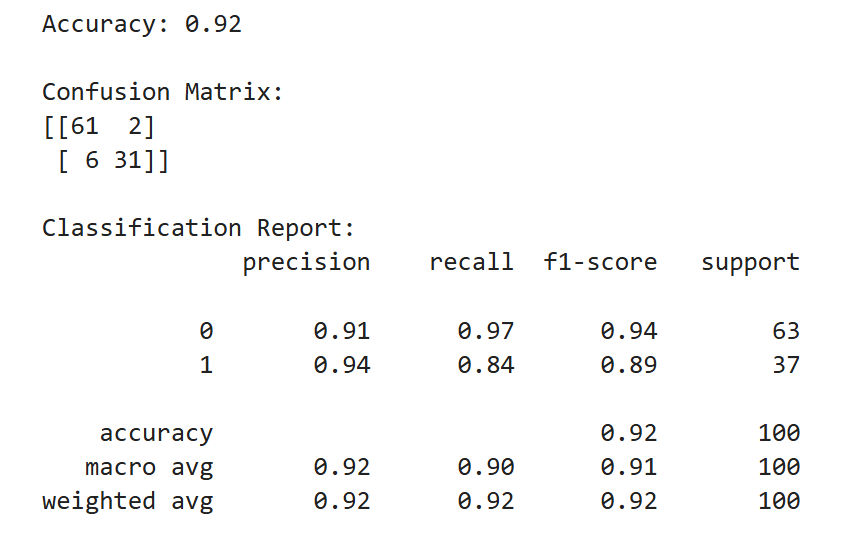 Accuracy: 0.92
Confusion Matrix:
[[61  2]
 [ 6 31]]
Classification Report:
              precision    recall  f1-score   support
           0       0.91      0.97      0.94        63
           1       0.94      0.84      0.89        37
    accuracy                           0.92       100
   macro avg       0.92      0.90      0.91       100
weighted avg       0.92      0.92      0.92       100